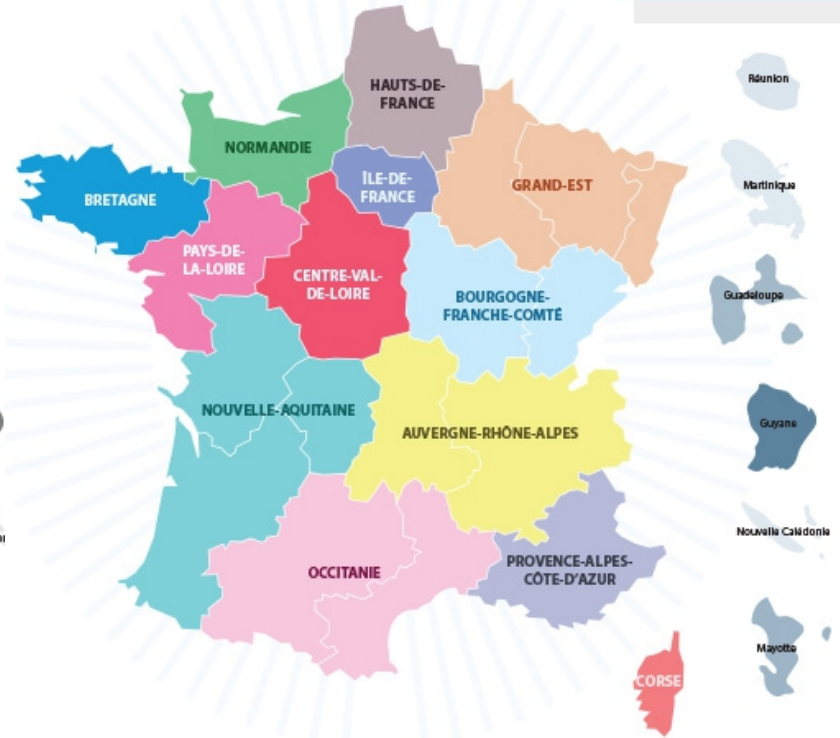 HAUTS-DE-
FRANCE
NORMANDIE
ÎLE-DE-
FRANCE
GRAND-EST
BRETAGNE
PAYS-DE-
LA-LOIRE
CENTRE-VAL-
DE-LOIRE
BOURGOGNE-
FRANCHE-COMTÉ
NOUVELLE-AQUITAINE
AUVERGNE-RHÔNE-ALPES
OCCITANIE
PROVENCE-ALPES-
CÔTE-D'AZUR
CORSE
Réunion
Martinique
Guadeloupe
Guyane
Nouvelle Calédonie
Mayotte